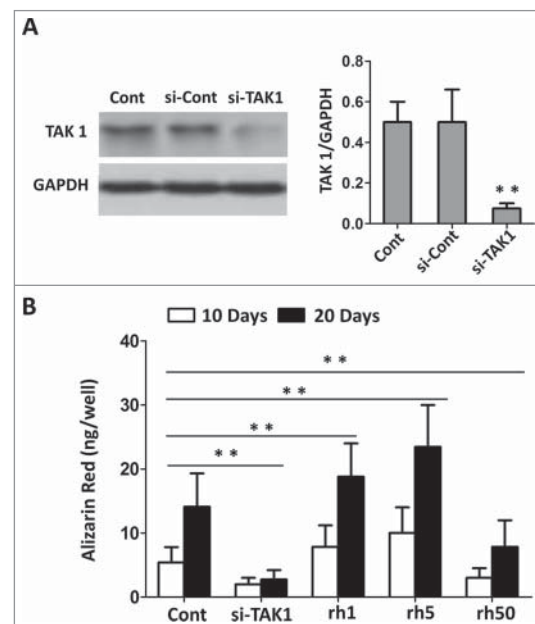 A
Cont si-Cont si-TAK1
TAK 1
GAPDH
TAK 1/GAPDH
0.8
0.6
0.4
0.2
0.0
* *
Cont
si-Cont
si-TAK1
B
10 Days 20 Days
Alizarin Red (ng/well)
40
30
20
10
0
* *
* *
* *
* *
Cont si-TAK1 rh1 rh5 rh50